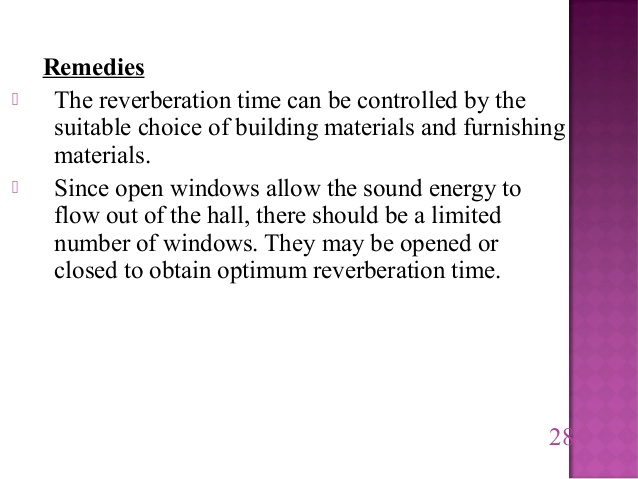 Remedies
The reverberation time can be controlled by the
suitable choice of building materials and furnishing
materials.
Since open windows allow the sound energy to
flow out of the hall, there should be a limited
number of windows. They may be opened or
closed to obtain optimum reverberation time.
28